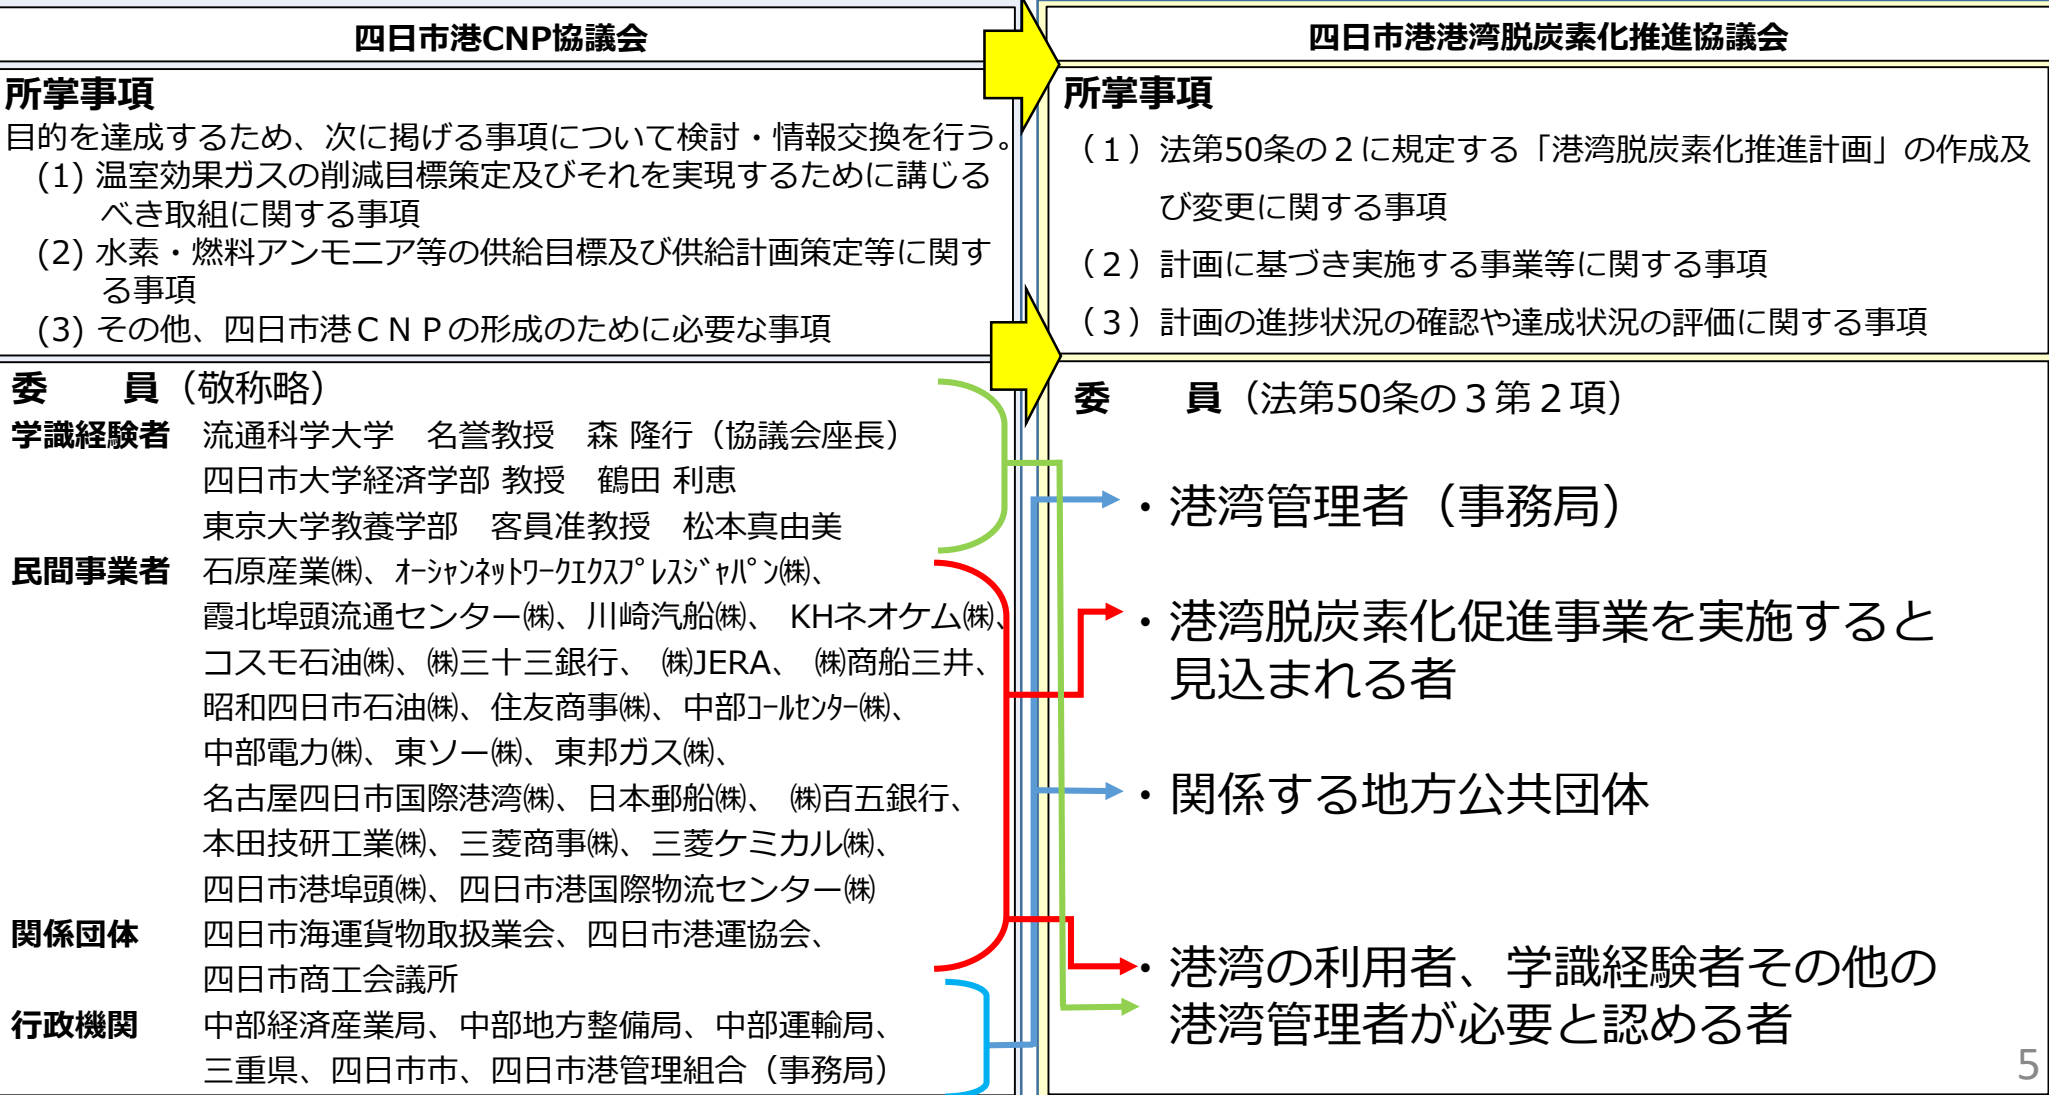 四日市港CNP協議会
所掌事項
目的を達成するため、次に掲げる事項について検討・情報交換を行う。
(1) 温室効果ガスの削減目標策定及びそれを実現するために講じる
べき取組に関する事項
(2) 水素・燃料アンモニア等の供給目標及び供給計画策定等に関す
る事項
(3) その他、四日市港ＣＮＰの形成のために必要な事項
委　　員（敬称略）
学識経験者　流通科学大学　名誉教授　森 隆行（協議会座長）
四日市大学経済学部 教授　鶴田 利恵
東京大学教養学部　客員准教授　松本真由美
民間事業者　石原産業㈱、ｵｰｼｬﾝﾈｯﾄﾜｰｸｴｸｽﾌﾟﾚｽｼﾞｬﾊﾟﾝ㈱、
霞北埠頭流通センター㈱、川崎汽船㈱、 KHネオケム㈱、
コスモ石油㈱、㈱三十三銀行、 ㈱JERA、 ㈱商船三井、
昭和四日市石油㈱、住友商事㈱、中部ｺｰﾙｾﾝﾀｰ㈱、
中部電力㈱、東ソー㈱、東邦ガス㈱、
名古屋四日市国際港湾㈱、日本郵船㈱、 ㈱百五銀行、
本田技研工業㈱、三菱商事㈱、三菱ケミカル㈱、
四日市港埠頭㈱、四日市港国際物流センター㈱
関係団体　四日市海運貨物取扱業会、四日市港運協会、
四日市商工会議所
行政機関　中部経済産業局、中部地方整備局、中部運輸局、
三重県、四日市市、四日市港管理組合（事務局）
四日市港港湾脱炭素化推進協議会
所掌事項
（１）法第50条の２に規定する「港湾脱炭素化推進計画」の作成及
び変更に関する事項
（２）計画に基づき実施する事業等に関する事項
（３）計画の進捗状況の確認や達成状況の評価に関する事項
委　　員（法第50条の３第２項）
・港湾管理者（事務局）
・港湾脱炭素化促進事業を実施すると
見込まれる者
・関係する地方公共団体
・港湾の利用者、学識経験者その他の
港湾管理者が必要と認める者
5